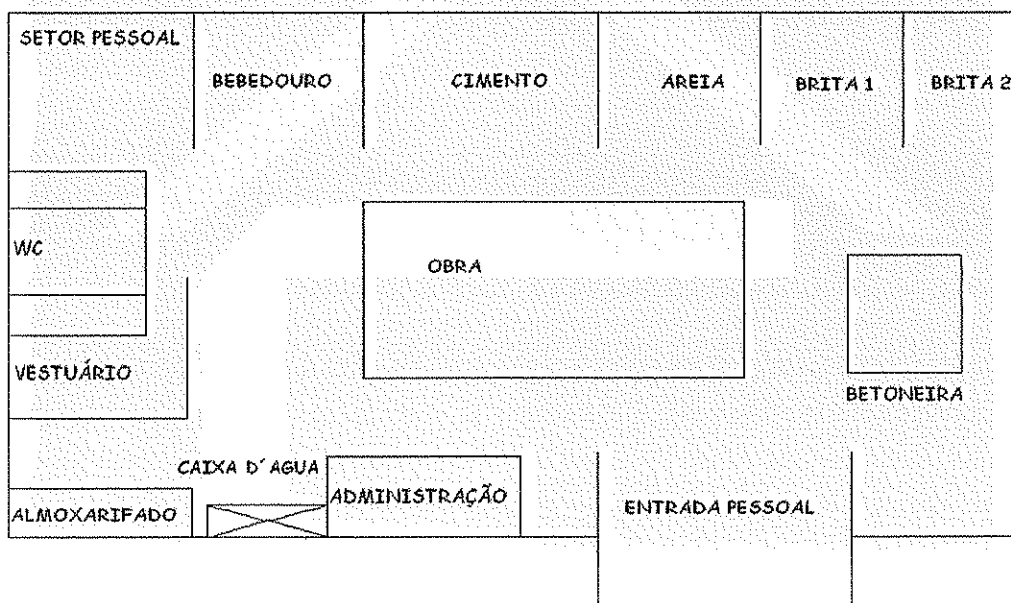 SETOR PESSOAL
BEBEDOURO
CIMENTO
AREIA
BRITA 1
BRITA 2
WC
OBRA
VESTUÁRIO
BETONEIRA
CAIXA D´AGUA
ADMINISTRAÇÃO
ENTRADA PESSOAL
ALMOXARIFADO